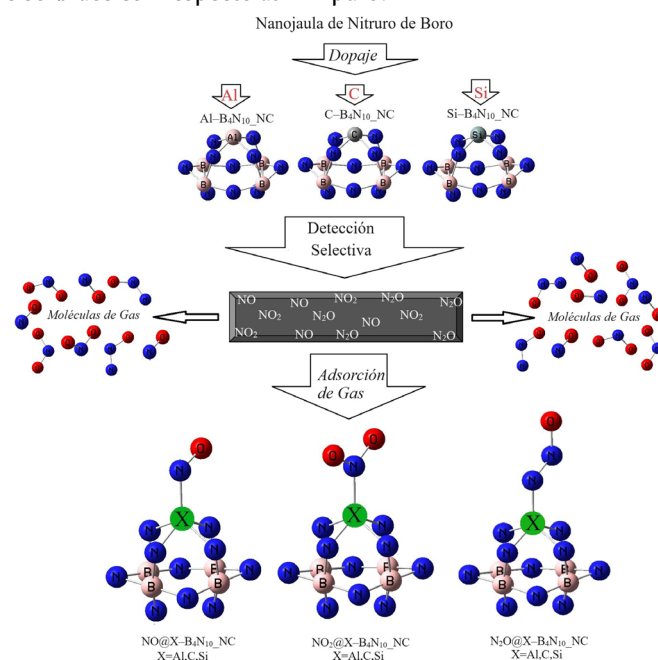 Nanojaula de Nitruro de Boro
Dopaje
Al C Si
Al–B₄N₁₀_NC C–B₄N₁₀_NC Si–B₄N₁₀_NC
Al C Si
N N N N N N
N N N N N N
N B B N N B B N N B B N
B N B B N B B N B
N N N N N N
Detección
Selectiva
NO NO NO₂ N₂O N₂O
NO₂ N₂O NO NO₂
NO₂ NO N₂O N₂O
Moléculas de Gas Moléculas de Gas
Adsorción
de Gas
O O O O
N N N N
X X X
N N N N N N
N N N N N N
N B N B N N B N B N N B N B N
B B B B B B
N N N N N N
NO@X–B₄N₁₀_NC NO₂@X–B₄N₁₀_NC N₂O@X–B₄N₁₀_NC
X=Al,C,Si X=Al,C,Si X=Al,C,Si